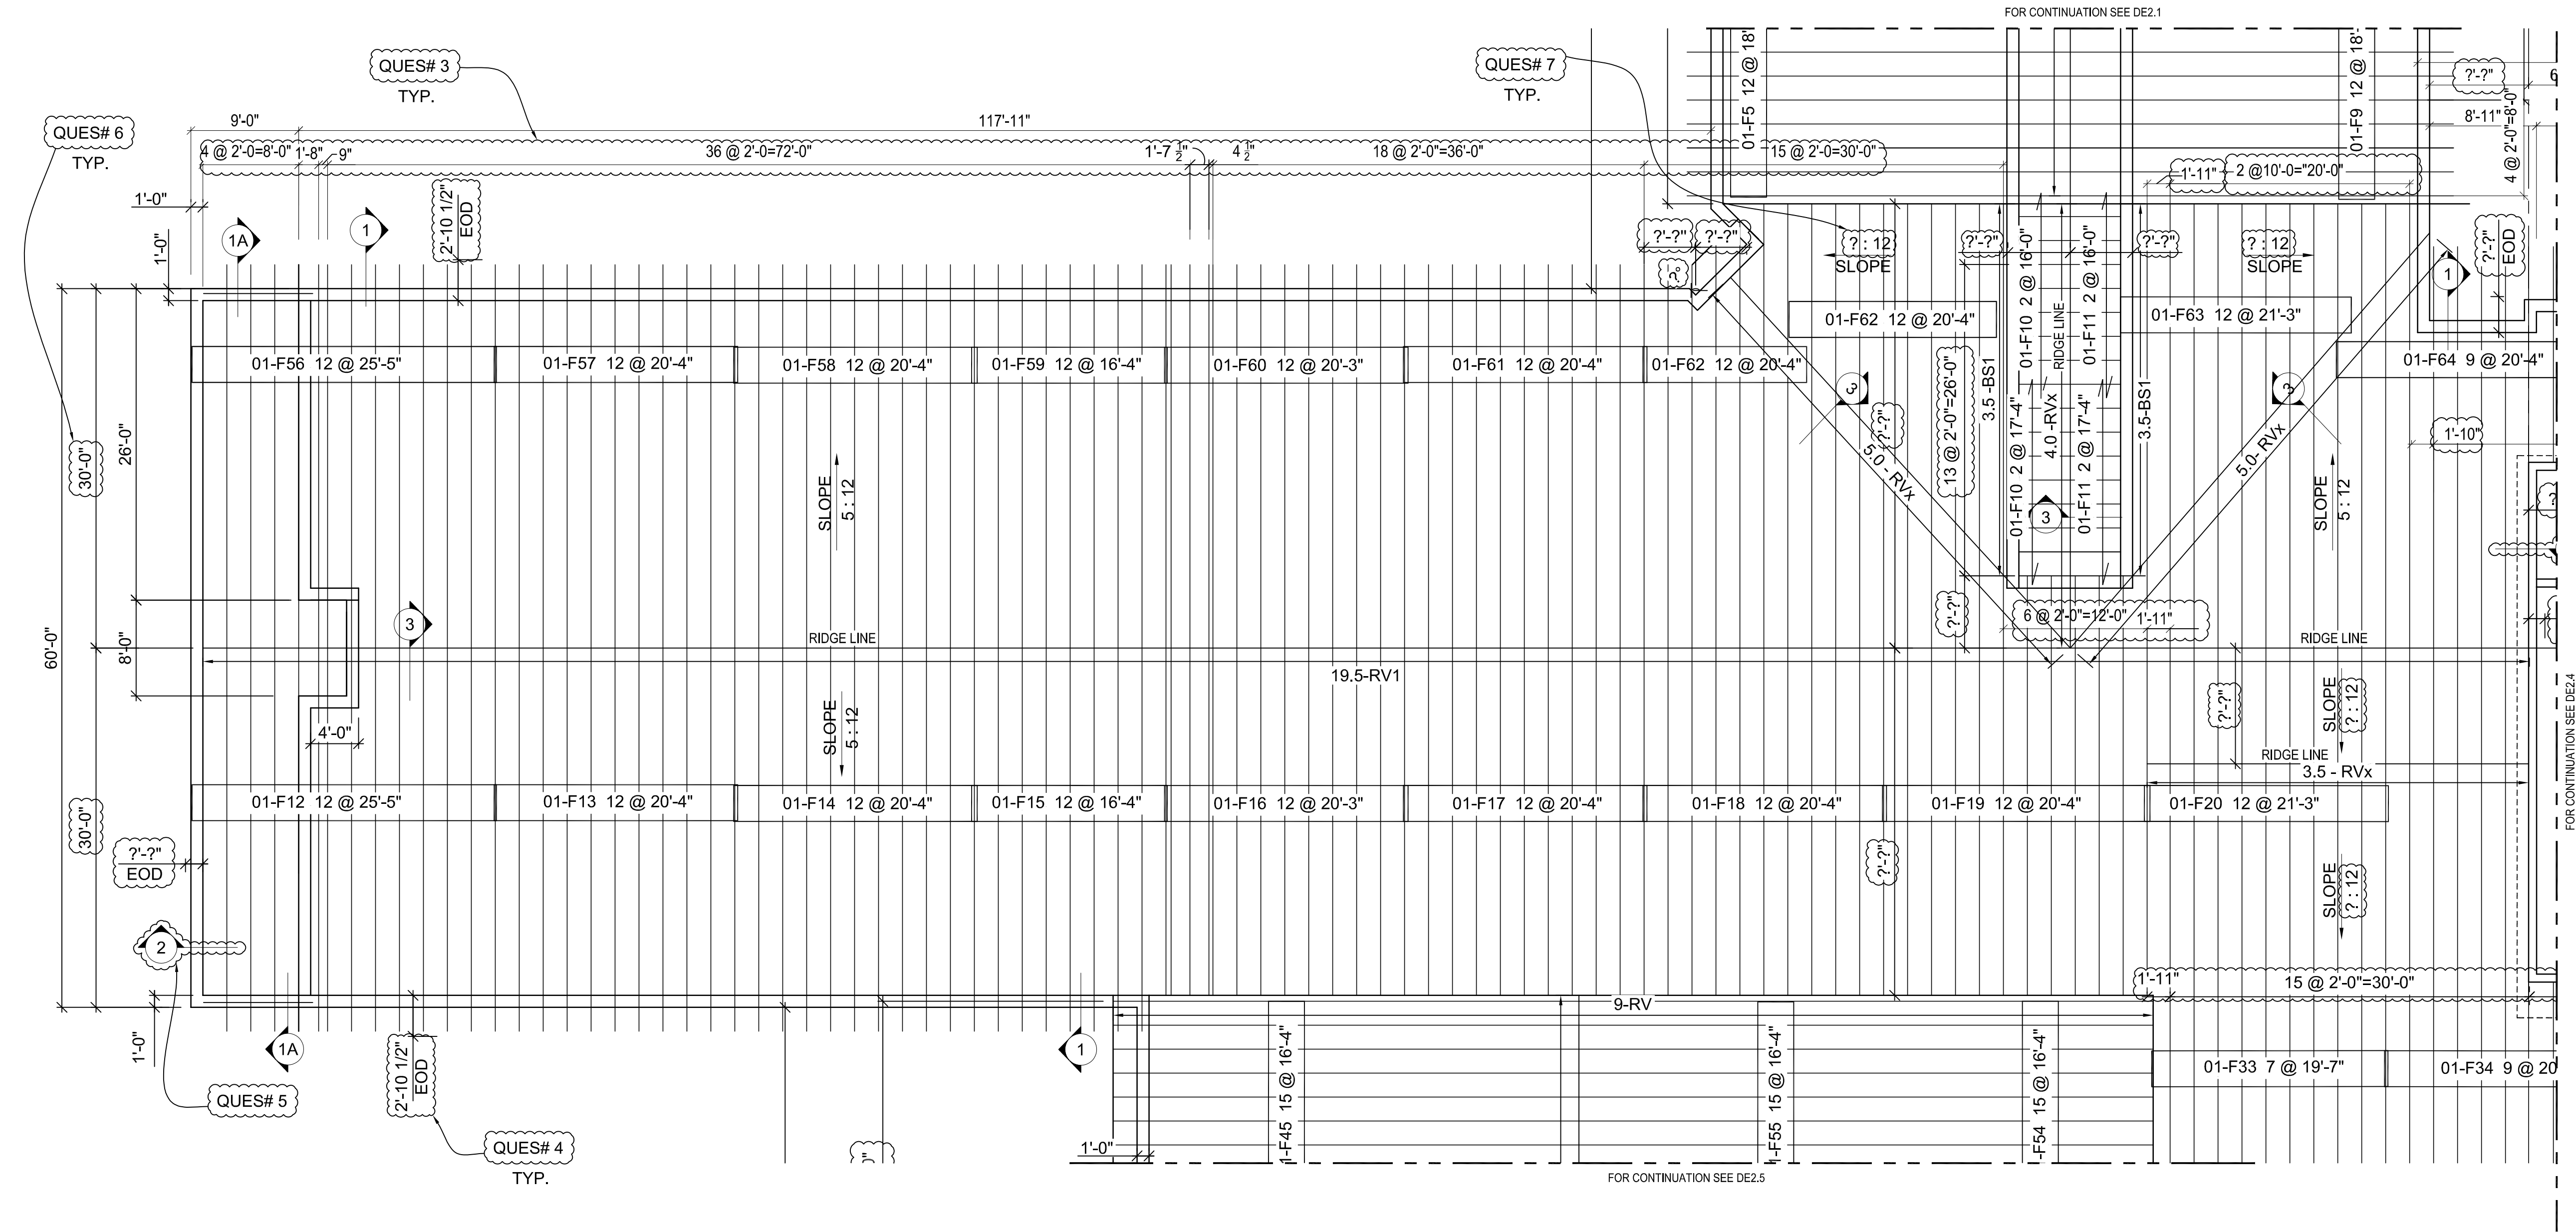 FOR CONTINUATION SEE DE2.1
QUES# 3
TYP.
QUES# 7
TYP.
QUES# 6
TYP.
9'-0"
117'-11"
4 @ 2'-0=8'-0"
1'-8"
9"
36 @ 2'-0=72'-0"
1'-7 1/2"
4 1/2"
18 @ 2'-0"=36'-0"
15 @ 2'-0=30'-0"
01-F5 12 @ 18'
01-F9 12 @ 18'-
?'-?"
6
8'-11"
4 @ 2'-0"=8'-0"
1'-11"
2 @10'-0="20'-0"
1'-0"
1'-0"
1A
1
2'-10 1/2"
EOD
?'-?"
?'-?"
?°
? : 12
SLOPE
?'-?"
?'-?"
? : 12
SLOPE
?'-?"
EOD
1
01-F10 2 @ 16'-0"
RIDGE LINE
01-F11 2 @ 16'-0"
01-F62 12 @ 20'-4"
01-F63 12 @ 21'-3"
01-F56 12 @ 25'-5"
01-F57 12 @ 20'-4"
01-F58 12 @ 20'-4"
01-F59 12 @ 16'-4"
01-F60 12 @ 20'-3"
01-F61 12 @ 20'-4"
01-F62 12 @ 20'-4"
01-F64 9 @ 20'-4"
3
3
?'-?"
13 @ 2'-0"=26'-0"
3.5 -BS1
01-F10 2 @ 17'-4"
4.0 -RVx
01-F11 2 @ 17'-4"
3.5-BS1
1'-10"
5.0 - RVx
5.0- RVx
30'-0"
26'-0"
SLOPE
5 : 12
SLOPE
5 : 12
3
?
60'-0"
8'-0"
3
?'-?"
6 @ 2'-0"=12'-0"
1'-11"
RIDGE LINE
RIDGE LINE
19.5-RV1
4'-0"
SLOPE
5 : 12
?'-?"
SLOPE
? : 12
FOR CONTINUATION SEE DE2.4
RIDGE LINE
3.5 - RVx
01-F12 12 @ 25'-5"
01-F13 12 @ 20'-4"
01-F14 12 @ 20'-4"
01-F15 12 @ 16'-4"
01-F16 12 @ 20'-3"
01-F17 12 @ 20'-4"
01-F18 12 @ 20'-4"
01-F19 12 @ 20'-4"
01-F20 12 @ 21'-3"
30'-0"
?'-?"
EOD
?'-?"
SLOPE
? : 12
2
1'-11"
15 @ 2'-0"=30'-0"
9-RV
1'-0"
1A
2'-10 1/2"
EOD
1
1-F45 15 @ 16'-4"
1-F55 15 @ 16'-4"
-F54 15 @ 16'-4"
01-F33 7 @ 19'-7"
01-F34 9 @ 20
QUES# 5
QUES# 4
TYP.
1'-0"
FOR CONTINUATION SEE DE2.5